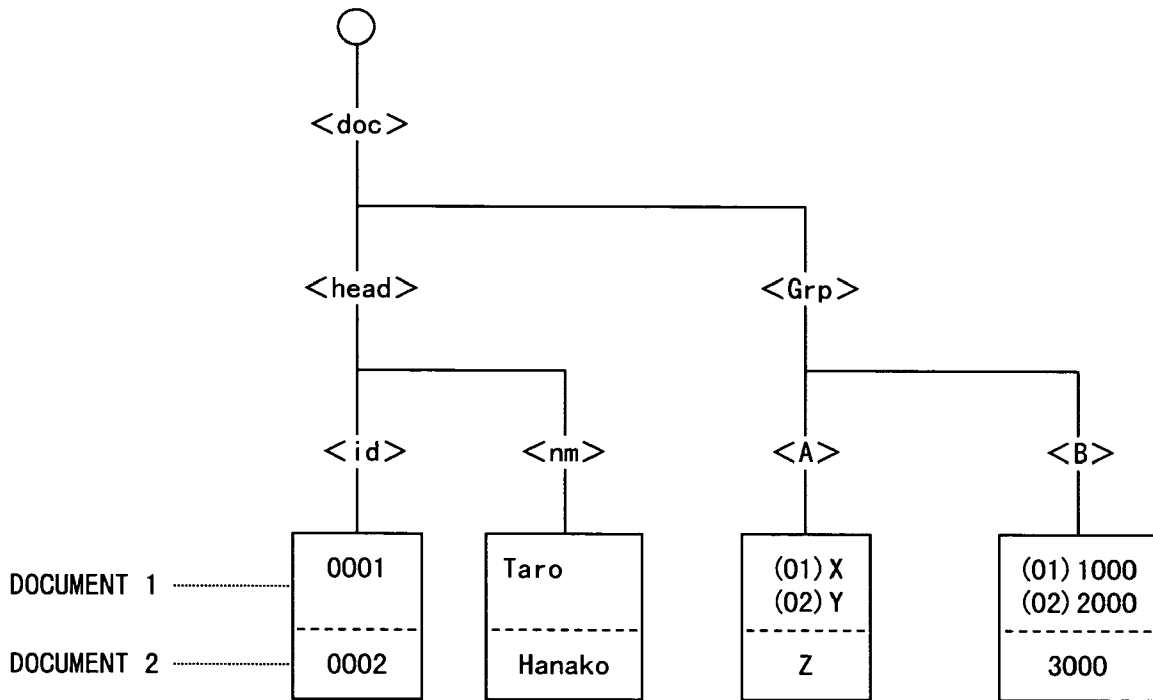 <doc>
<head> <Grp>
<id> <nm> <A> <B>
DOCUMENT 1 0001 Taro (01)X (01)1000
(02)Y (02)2000
DOCUMENT 2 0002 Hanako Z 3000